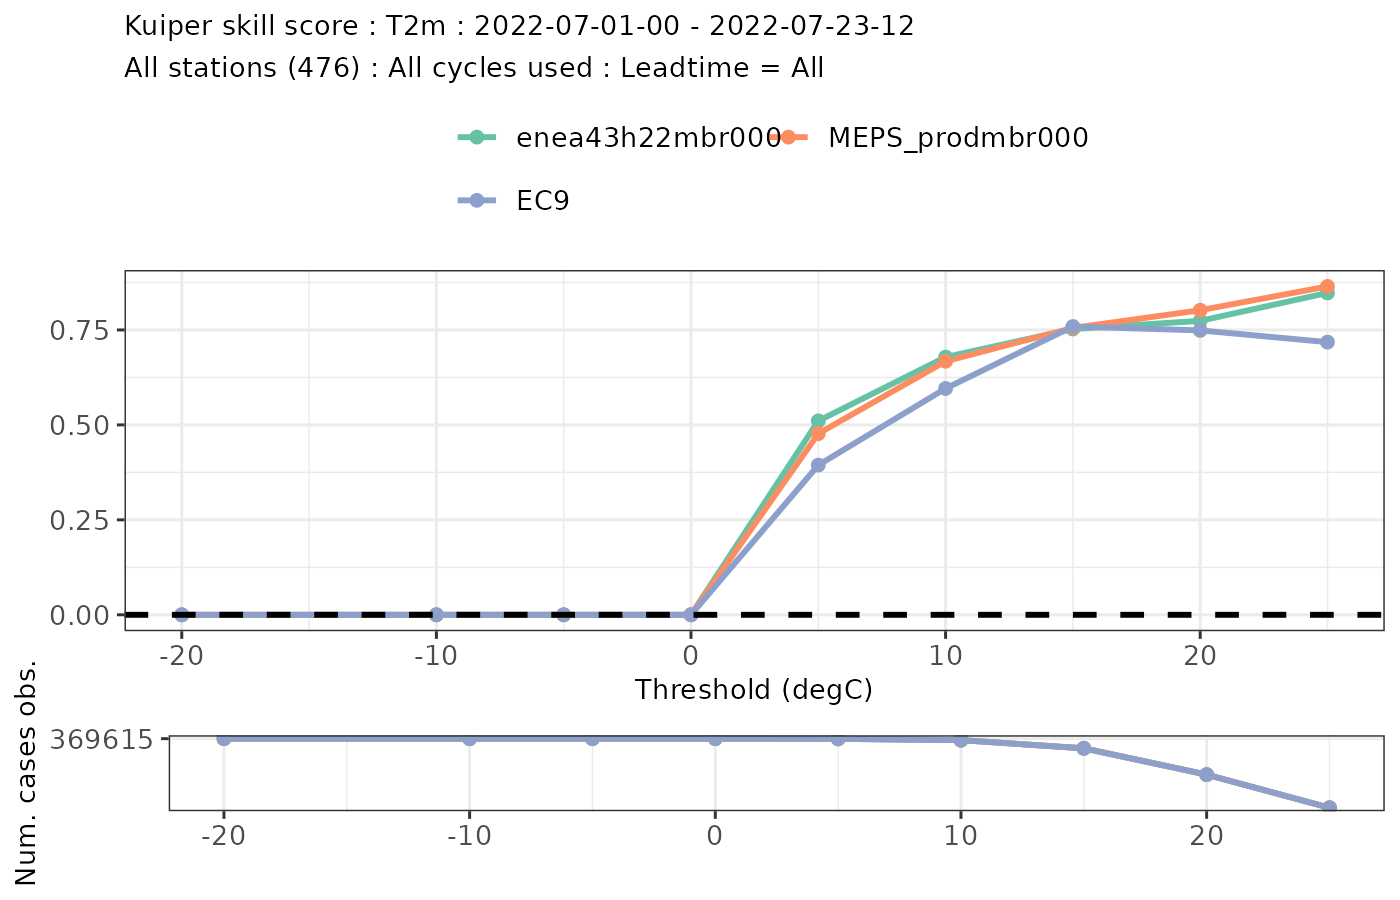 Kuiper skill score : T2m : 2022-07-01-00 - 2022-07-23-12
All stations (476) : All cycles used : Leadtime = All
enea43h22mbr000 MEPS_prodmbr000
EC9
0.75
0.50
0.25
0.00
-20 -10 0 10 20
Threshold (degC)
Num. cases obs.
369615
-20 -10 0 10 20